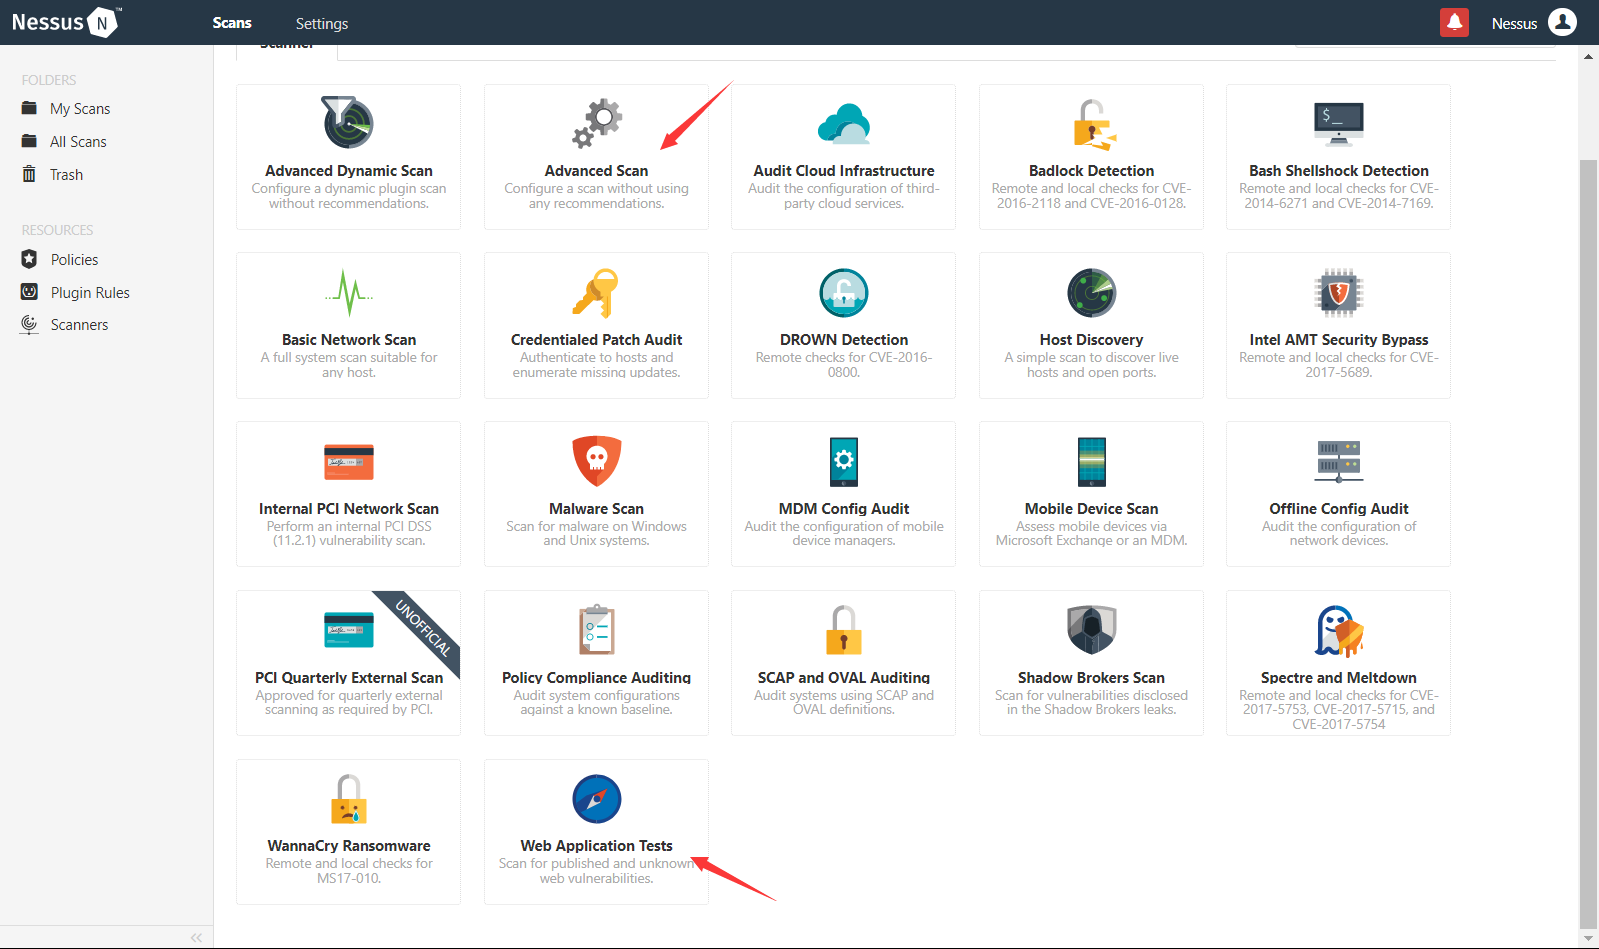 Nessus N ™
Scans
Settings
Nessus
Scanner
FOLDERS
My Scans
All Scans
Trash
RESOURCES
Policies
Plugin Rules
Scanners
Advanced Dynamic Scan
Configure a dynamic plugin scan
without recommendations.
Advanced Scan
Configure a scan without using
any recommendations.
Audit Cloud Infrastructure
Audit the configuration of third-
party cloud services.
Badlock Detection
Remote and local checks for CVE-
2016-2118 and CVE-2016-0128.
$_
Bash Shellshock Detection
Remote and local checks for CVE-
2014-6271 and CVE-2014-7169.
Basic Network Scan
A full system scan suitable for
any host.
Credentialed Patch Audit
Authenticate to hosts and
enumerate missing updates.
DROWN Detection
Remote checks for CVE-2016-
0800.
Host Discovery
A simple scan to discover live
hosts and open ports.
Intel AMT Security Bypass
Remote and local checks for CVE-
2017-5689.
Internal PCI Network Scan
Perform an internal PCI DSS
(11.2.1) vulnerability scan.
Malware Scan
Scan for malware on Windows
and Unix systems.
MDM Config Audit
Audit the configuration of mobile
device managers.
Mobile Device Scan
Assess mobile devices via
Microsoft Exchange or an MDM.
Offline Config Audit
Audit the configuration of
network devices.
UNOFFICIAL
PCI Quarterly External Scan
Approved for quarterly external
scanning as required by PCI.
Policy Compliance Auditing
Audit system configurations
against a known baseline.
SCAP and OVAL Auditing
Audit systems using SCAP and
OVAL definitions.
Shadow Brokers Scan
Scan for vulnerabilities disclosed
in the Shadow Brokers leaks.
Spectre and Meltdown
Remote and local checks for CVE-
2017-5753, CVE-2017-5715, and
CVE-2017-5754
WannaCry Ransomware
Remote and local checks for
MS17-010.
Web Application Tests
Scan for published and unknown
web vulnerabilities.